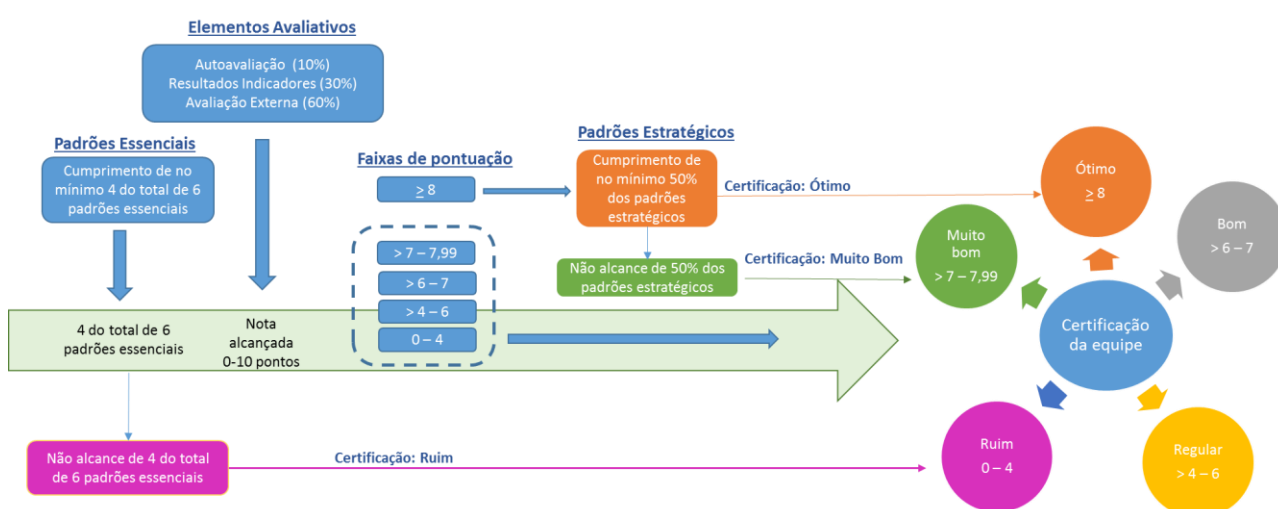 Elementos Avaliativos
Autoavaliação (10%)
Resultados Indicadores (30%)
Avaliação Externa (60%)
Padrões Essenciais
Cumprimento de no
mínimo 4 do total de 6
padrões essenciais
Faixas de pontuação
≥ 8
> 7 – 7,99
> 6 – 7
> 4 – 6
0 – 4
Padrões Estratégicos
Cumprimento de
no mínimo 50%
dos padrões
estratégicos
Certificação: Ótimo
Não alcance de 50% dos
padrões estratégicos
Certificação: Muito Bom
4 do total de 6
padrões essenciais
Nota
alcançada
0-10 pontos
Não alcance de 4 do total
de 6 padrões essenciais
Certificação: Ruim
Ótimo
≥ 8
Muito
bom
> 7 – 7,99
Bom
> 6 – 7
Certificação
da equipe
Ruim
0 – 4
Regular
> 4 – 6